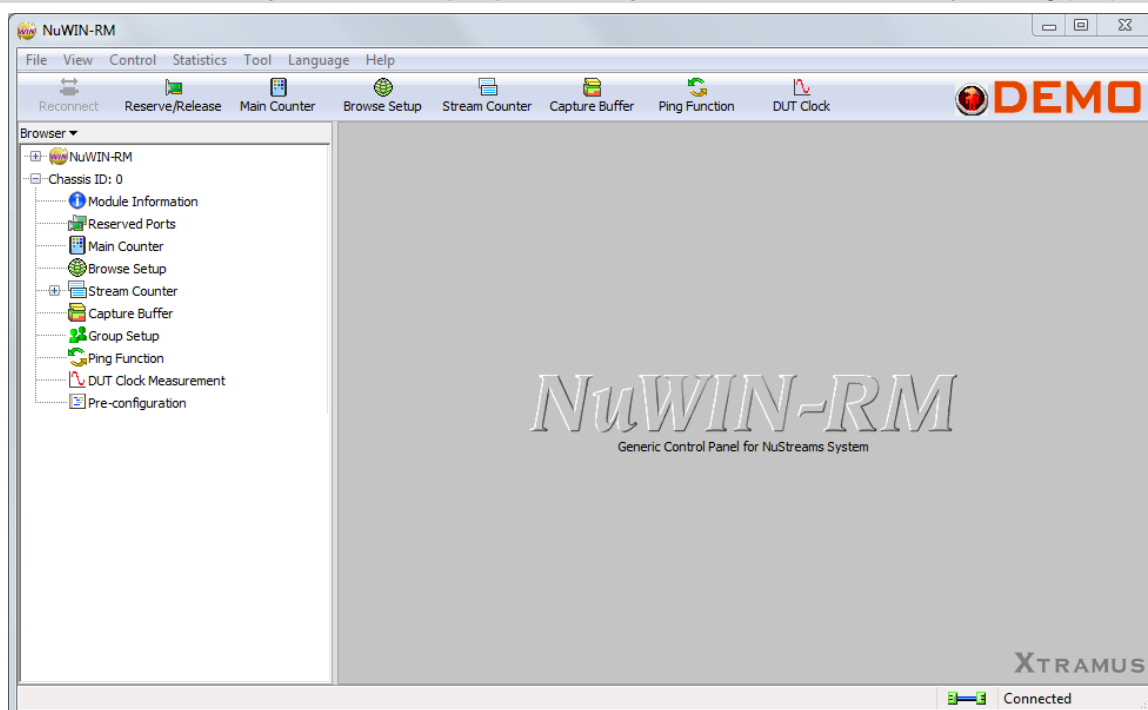 NuWIN-RM
File View Control Statistics Tool Language Help
Reconnect Reserve/Release Main Counter Browse Setup Stream Counter Capture Buffer Ping Function DUT Clock DEMO
Browser
WIN NuWIN-RM
Chassis ID: 0
Module Information
Reserved Ports
Main Counter
Browse Setup
Stream Counter
Capture Buffer
Group Setup
Ping Function
DUT Clock Measurement
Pre-configuration
NuWIN-RM
Generic Control Panel for NuStreams System
XTRAMUS
Connected